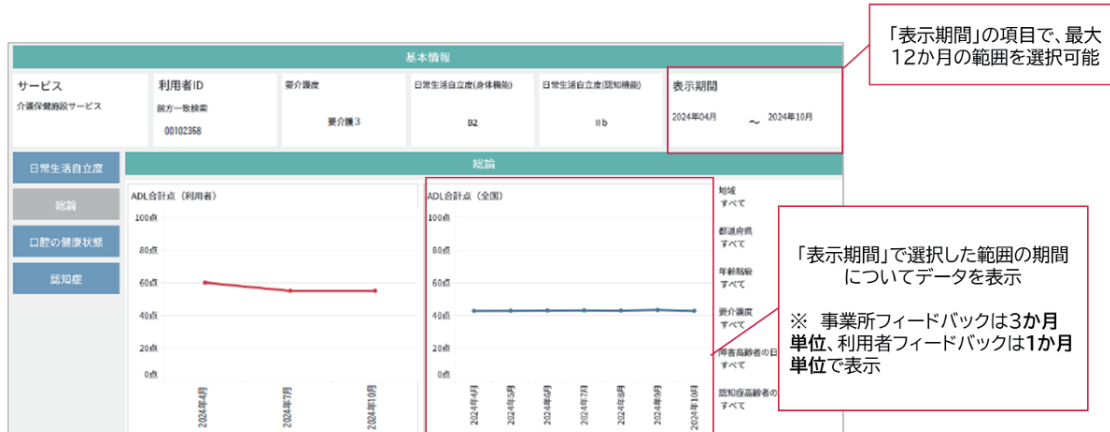 「表示期間」の項目で、最大
12か月の範囲を選択可能
基本情報
サービス
介護保健施設サービス
利用者ID
前方一致検索
00102358
要介護度
要介護3
日常生活自立度(身体機能)
B2
日常生活自立度(認知機能)
IIb
表示期間
2024年04月 ～ 2024年10月
日常生活自立度
総論
口腔の健康状態
認知症
総論
ADL合計点（利用者）
100点
80点
60点
40点
20点
0点
2024年4月
2024年7月
2024年10月
ADL合計点（全国）
100点
80点
60点
40点
20点
0点
2024年4月
2024年5月
2024年6月
2024年7月
2024年8月
2024年9月
2024年10月
地域
すべて
都道府県
すべて
年齢階級
すべて
要介護度
すべて
障害高齢者の日
すべて
認知症高齢者の
すべて
「表示期間」で選択した範囲の期間
についてデータを表示
※ 事業所フィードバックは3か月
単位、利用者フィードバックは1か月
単位で表示